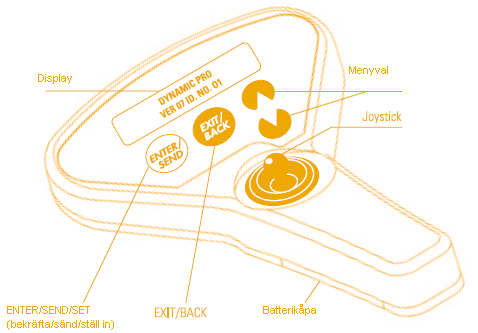 Display
Menyval
DYNAMIC PRO
VER 07 ID. NO. 01
EXIT/
BACK
ENTER/
SEND
Joystick
ENTER/SEND/SET
(bekräfta/sänd/ställ in)
EXIT/BACK
Batterikåpa